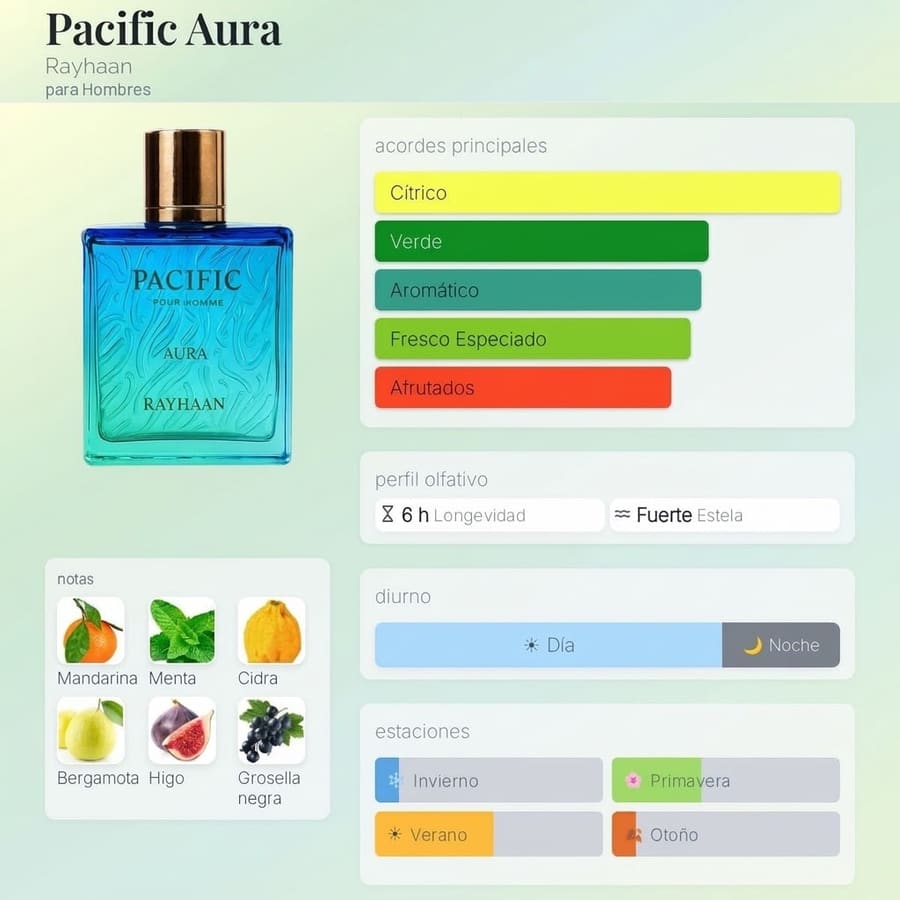 Pacific Aura
Rayhaan
para Hombres
PACIFIC
POUR HOMME
AURA
RAYHAAN
acordes principales
Cítrico
Verde
Aromático
Fresco Especiado
Afrutados
perfil olfativo
6 h Longevidad
Fuerte Estela
diurno
Día
Noche
notas
Mandarina
Menta
Cidra
Bergamota
Higo
Grosella
negra
estaciones
Invierno
Primavera
Verano
Otoño